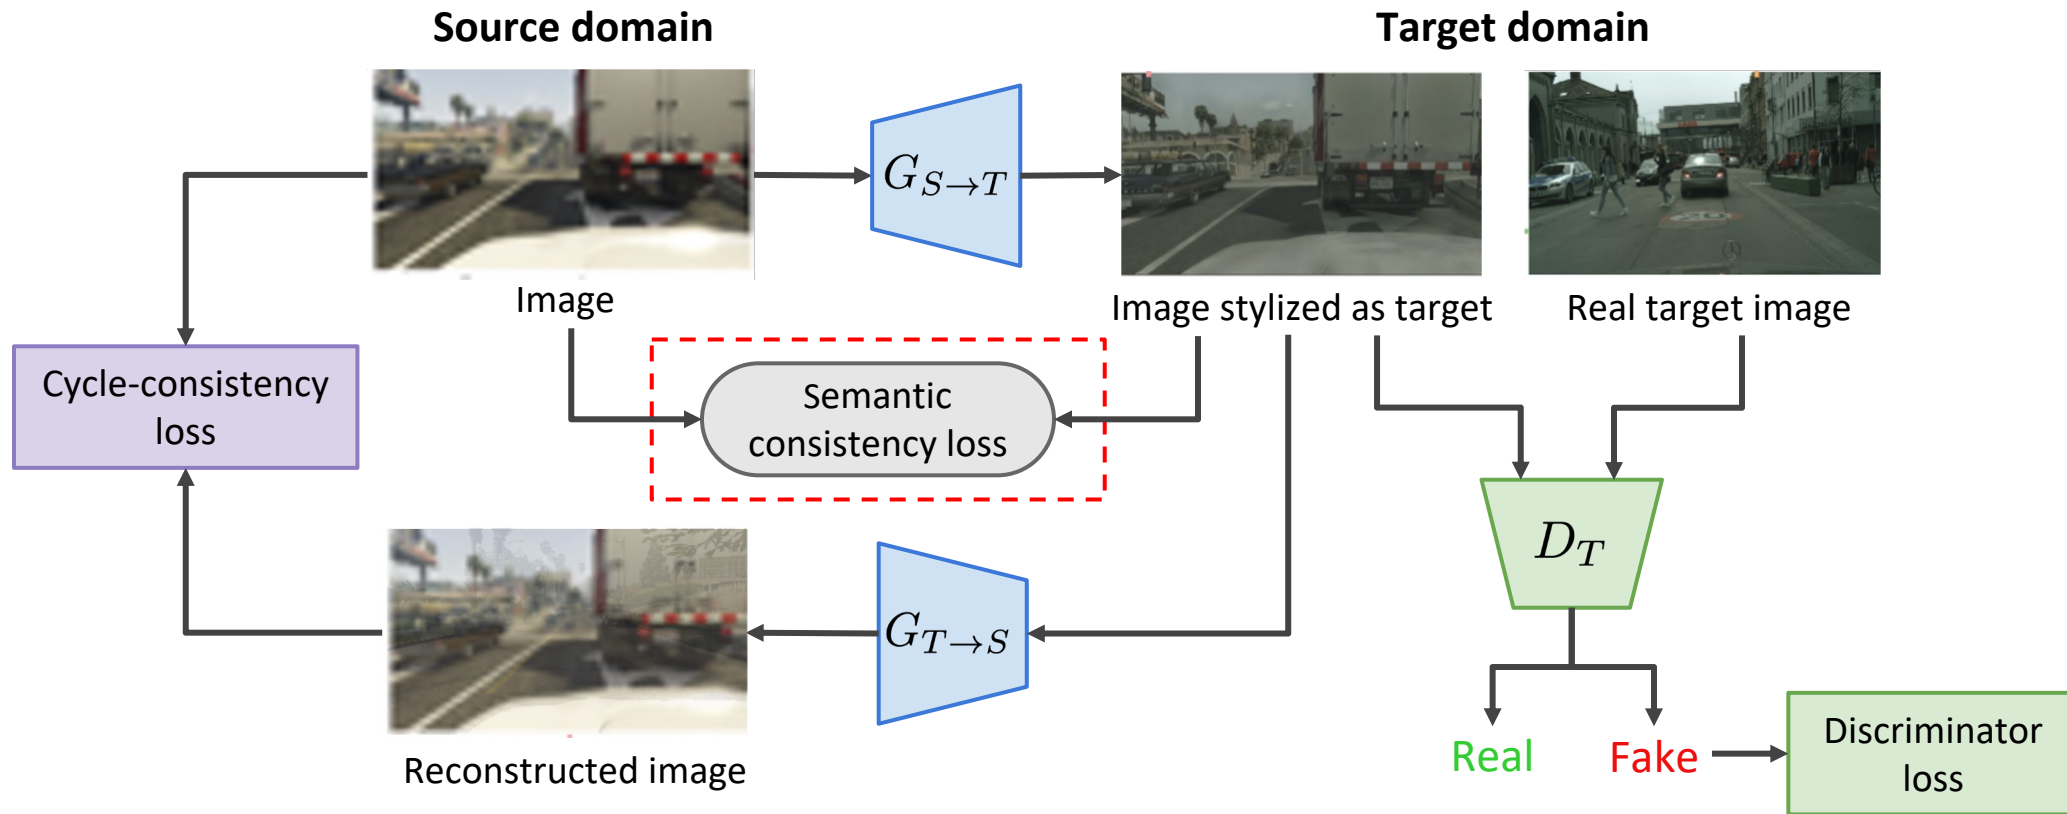 Source domain
Target domain
G_{S→T}
Image
Image stylized as target
Real target image
Cycle-consistency
loss
Semantic
consistency loss
D_T
G_{T→S}
Reconstructed image
Real
Fake
Discriminator
loss